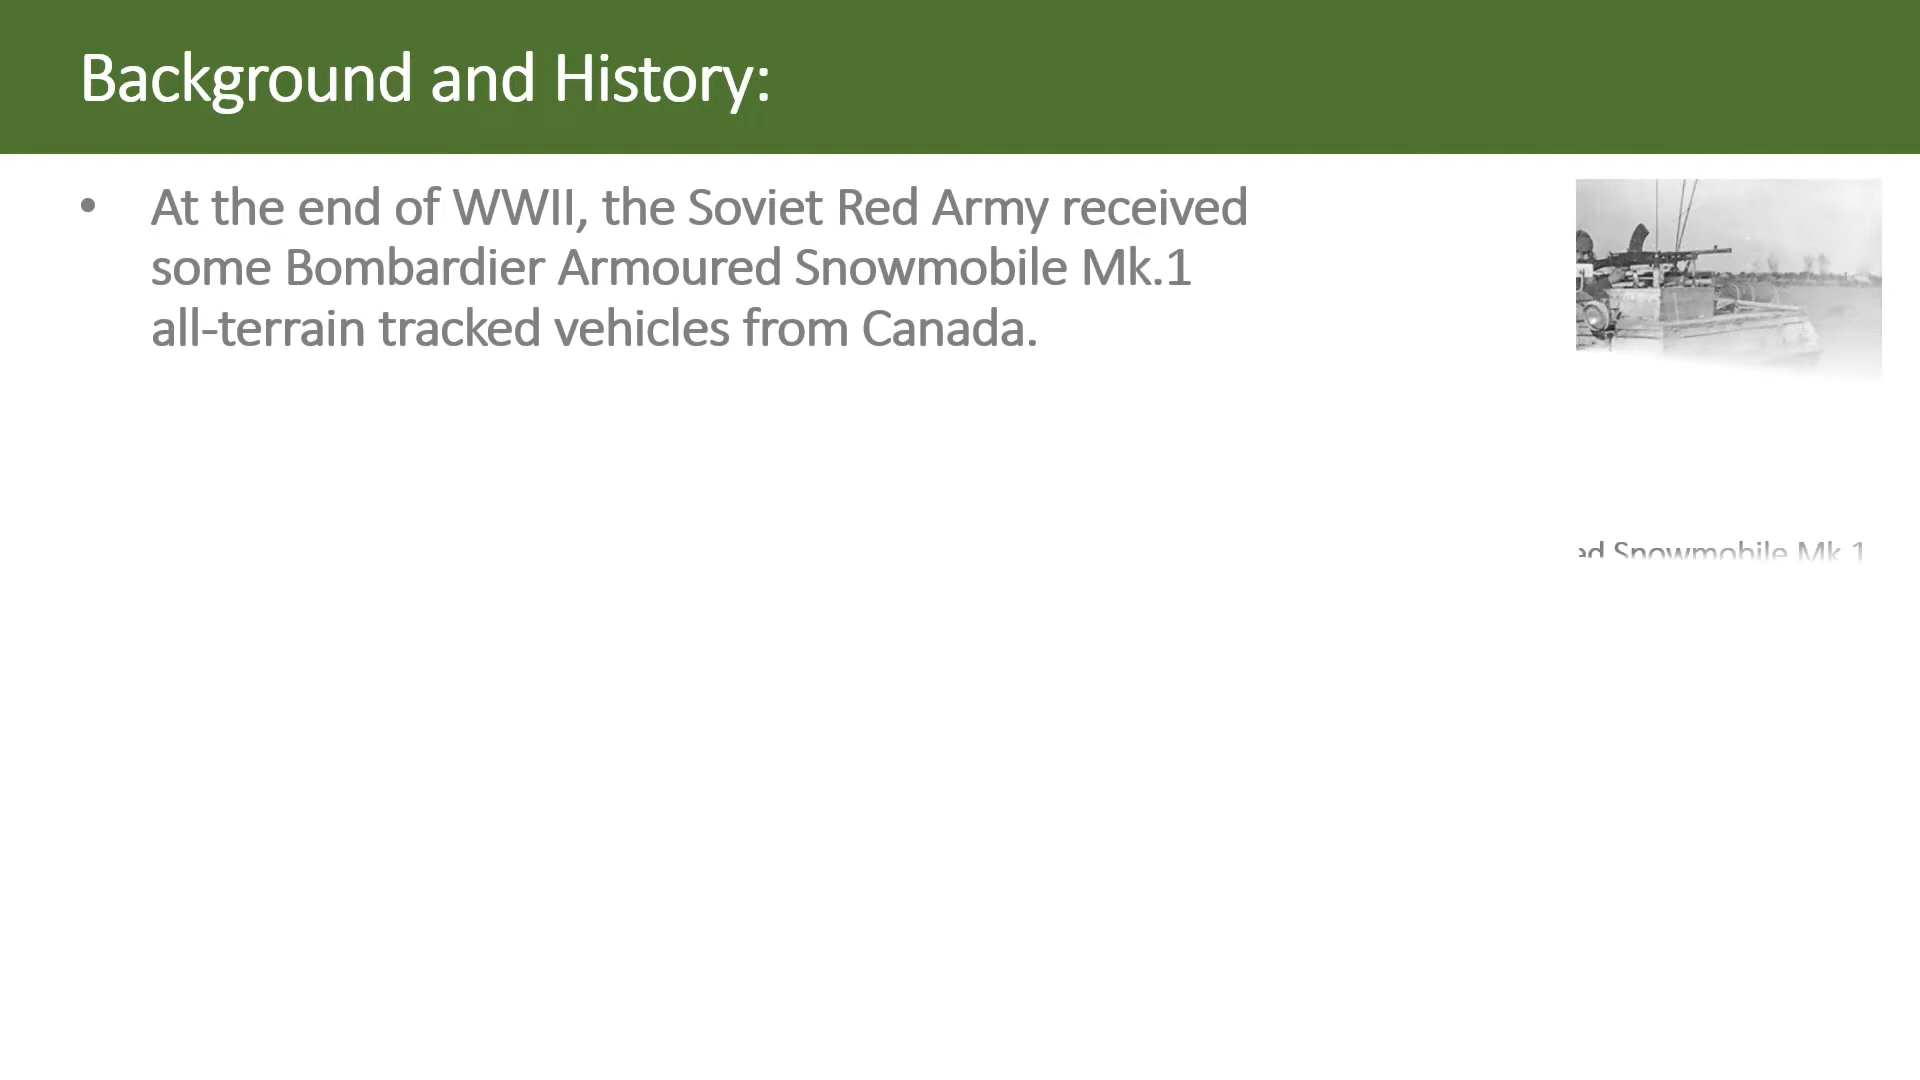 Background and History:
• At the end of WWII, the Soviet Red Army received
some Bombardier Armoured Snowmobile Mk.1
all-terrain tracked vehicles from Canada.
Snowmobile Mk.1